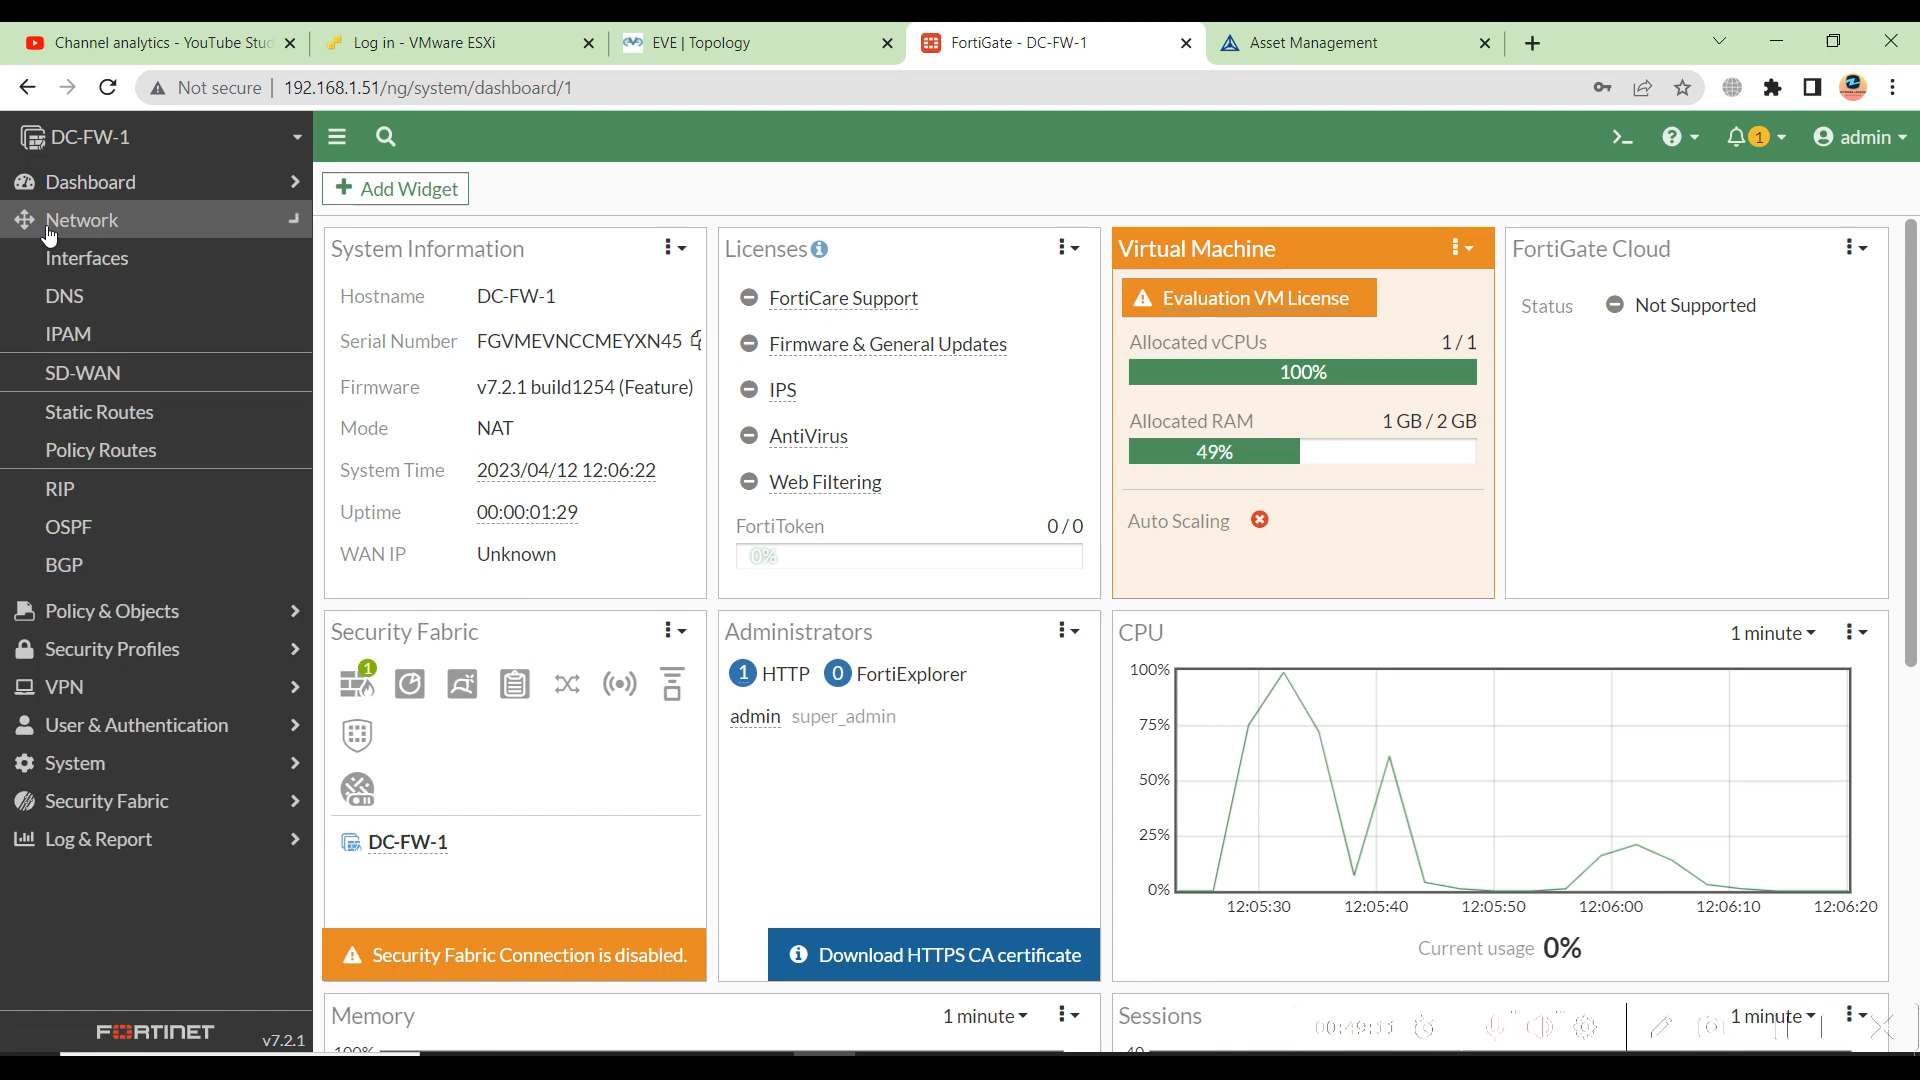 Channel analytics - YouTube Stud
Log in - VMware ESXi
EVE | Topology
FortiGate - DC-FW-1
Asset Management
Not secure
192.168.1.51/ng/system/dashboard/1
DC-FW-1
1
admin
Dashboard
Network
Interfaces
DNS
IPAM
SD-WAN
Static Routes
Policy Routes
RIP
OSPF
BGP
Policy & Objects
Security Profiles
VPN
User & Authentication
System
Security Fabric
Log & Report
FORTINET
v7.2.1
+ Add Widget
System Information
Hostname DC-FW-1
Serial Number FGVMEVNCCMEYXN45
Firmware v7.2.1 build1254 (Feature)
Mode NAT
System Time 2023/04/12 12:06:22
Uptime 00:00:01:29
WAN IP Unknown
Licenses
FortiCare Support
Firmware & General Updates
IPS
AntiVirus
Web Filtering
FortiToken 0 / 0
0%
Virtual Machine
Evaluation VM License
Allocated vCPUs 1 / 1
100%
Allocated RAM 1 GB / 2 GB
49%
Auto Scaling
FortiGate Cloud
Status Not Supported
Security Fabric
1
DC-FW-1
Security Fabric Connection is disabled.
Administrators
1 HTTP 0 FortiExplorer
admin super_admin
Download HTTPS CA certificate
CPU
1 minute
100%
75%
50%
25%
0%
12:05:30 12:05:40 12:05:50 12:06:00 12:06:10 12:06:20
Current usage 0%
Memory
1 minute
100%
Sessions
1 minute
40